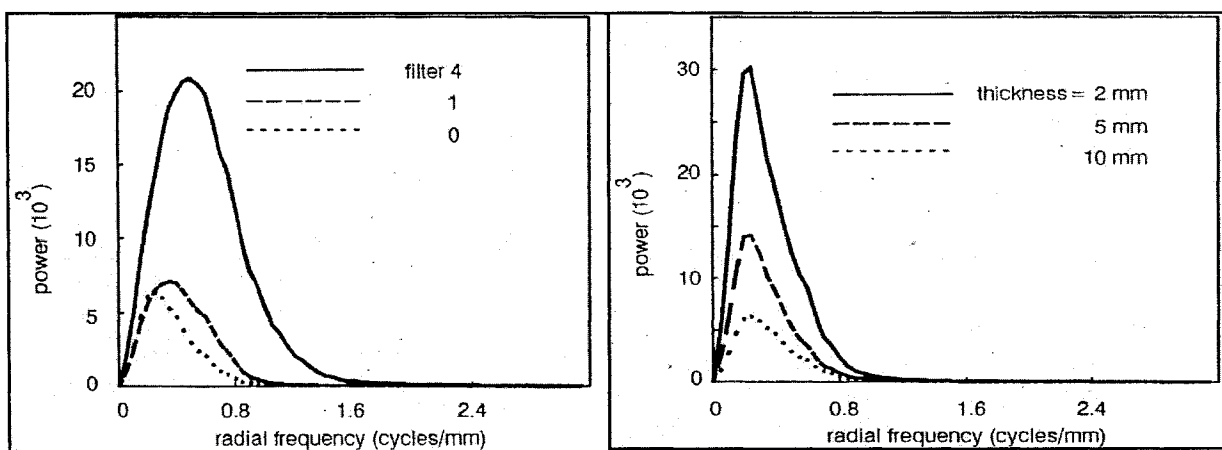 filter 4
1
0
20
15
10
5
0
power (10³)
0 0.8 1.6 2.4
radial frequency (cycles/mm)
thickness = 2 mm
5 mm
10 mm
30
20
10
0
power (10³)
0 0.8 1.6 2.4
radial frequency (cycles/mm)